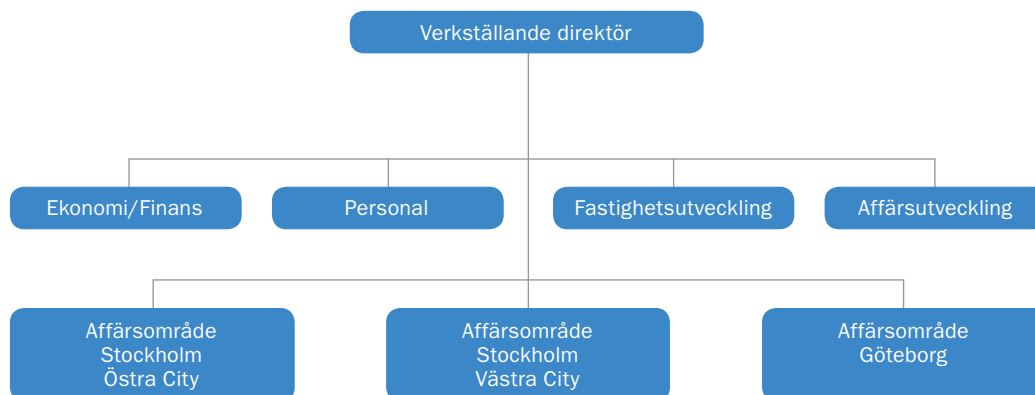 Verkställande direktör
Ekonomi/Finans
Personal
Fastighetsutveckling
Affärsutveckling
Affärsområde
Stockholm
Östra City
Affärsområde
Stockholm
Västra City
Affärsområde
Göteborg